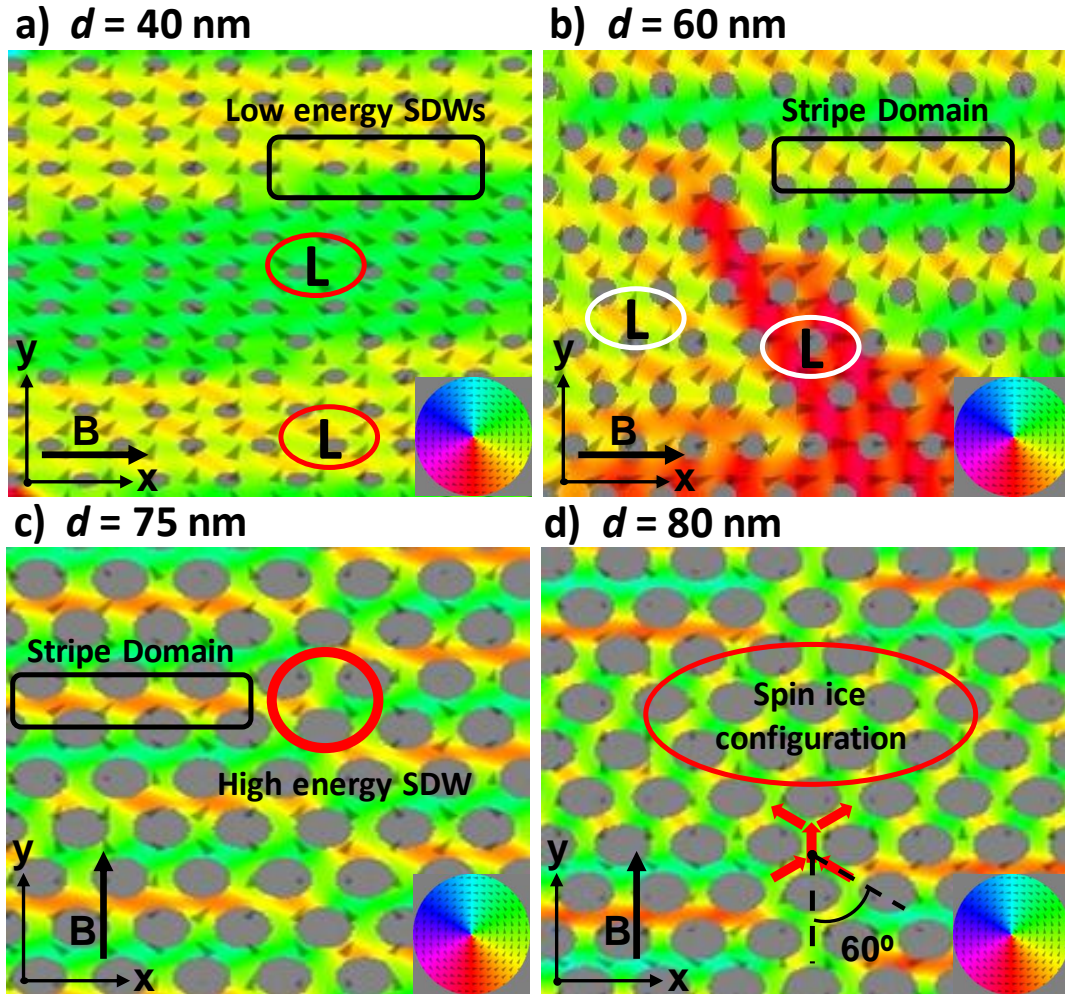 a) d = 40 nm
Low energy SDWs
L
L
y
B
x
b) d = 60 nm
Stripe Domain
L
L
y
B
x
c) d = 75 nm
Stripe Domain
High energy SDW
y
B
x
d) d = 80 nm
Spin ice
configuration
y
B
x
60º